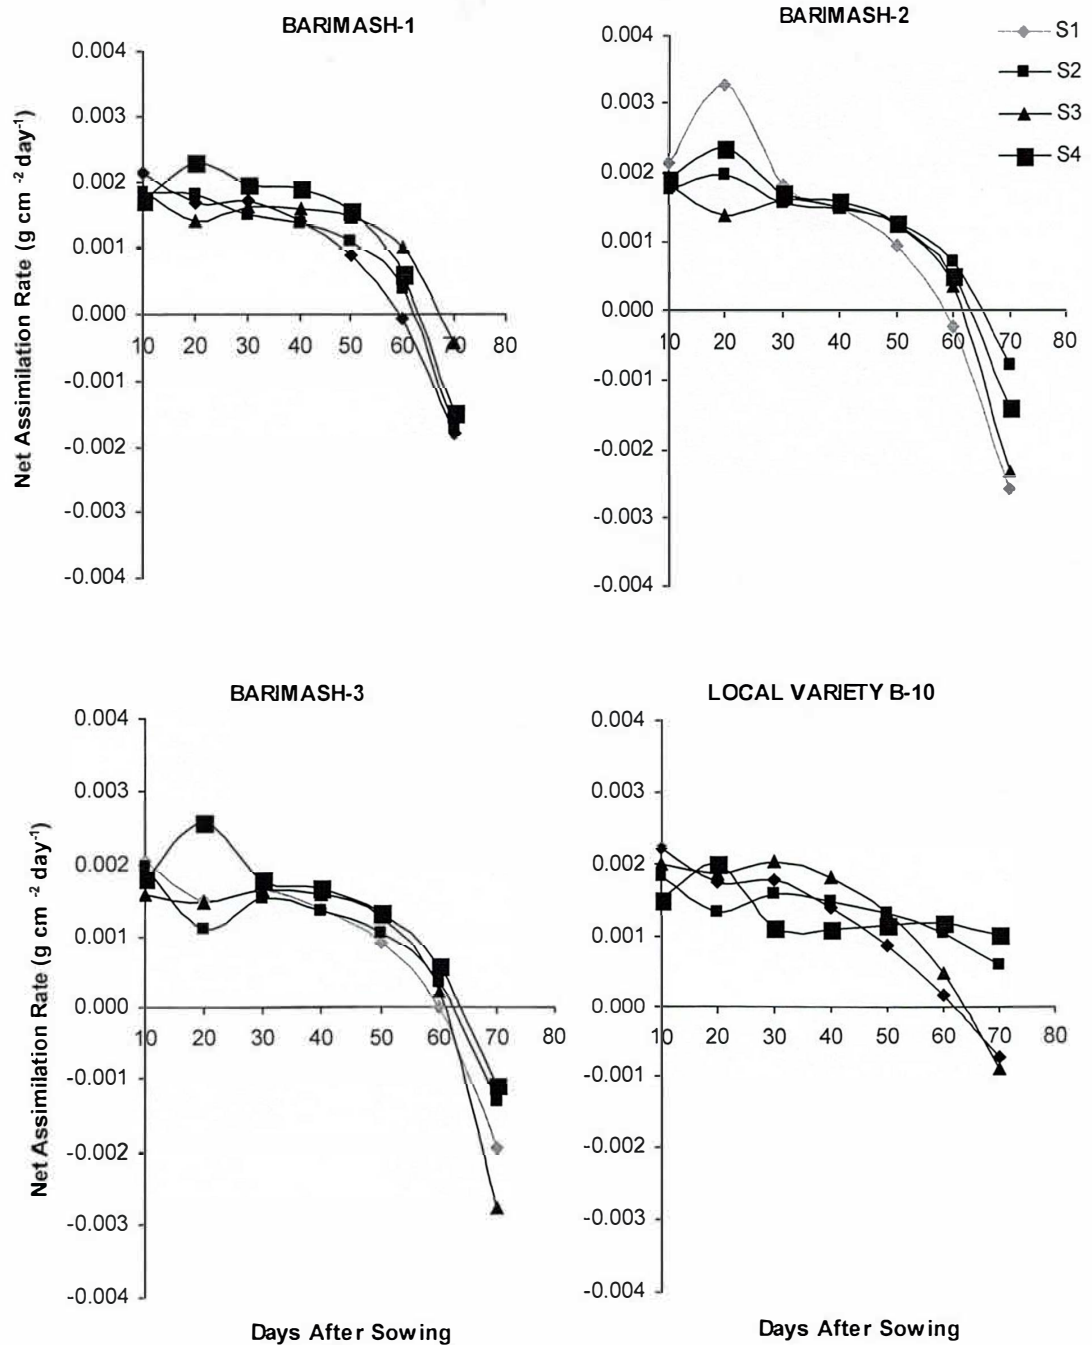 BARIMASH-1
0.004
0.003
0.002
0.001
0.000
-0.001
-0.002
-0.003
-0.004
10 20 30 40 50 60 70 80
Net Assimilation Rate (g cm -2 day-1)
BARIMASH-2
0.004
0.003
0.002
0.001
0.000
-0.001
-0.002
-0.003
-0.004
10 20 30 40 50 60 70 80
S1
S2
S3
S4
BARIMASH-3
0.004
0.003
0.002
0.001
0.000
-0.001
-0.002
-0.003
-0.004
10 20 30 40 50 60 70 80
Net Assimilation Rate (g cm -2 day-1)
Days After Sowing
LOCAL VARIETY B-10
0.004
0.003
0.002
0.001
0.000
-0.001
-0.002
-0.003
-0.004
10 20 30 40 50 60 70 80
Days After Sowing